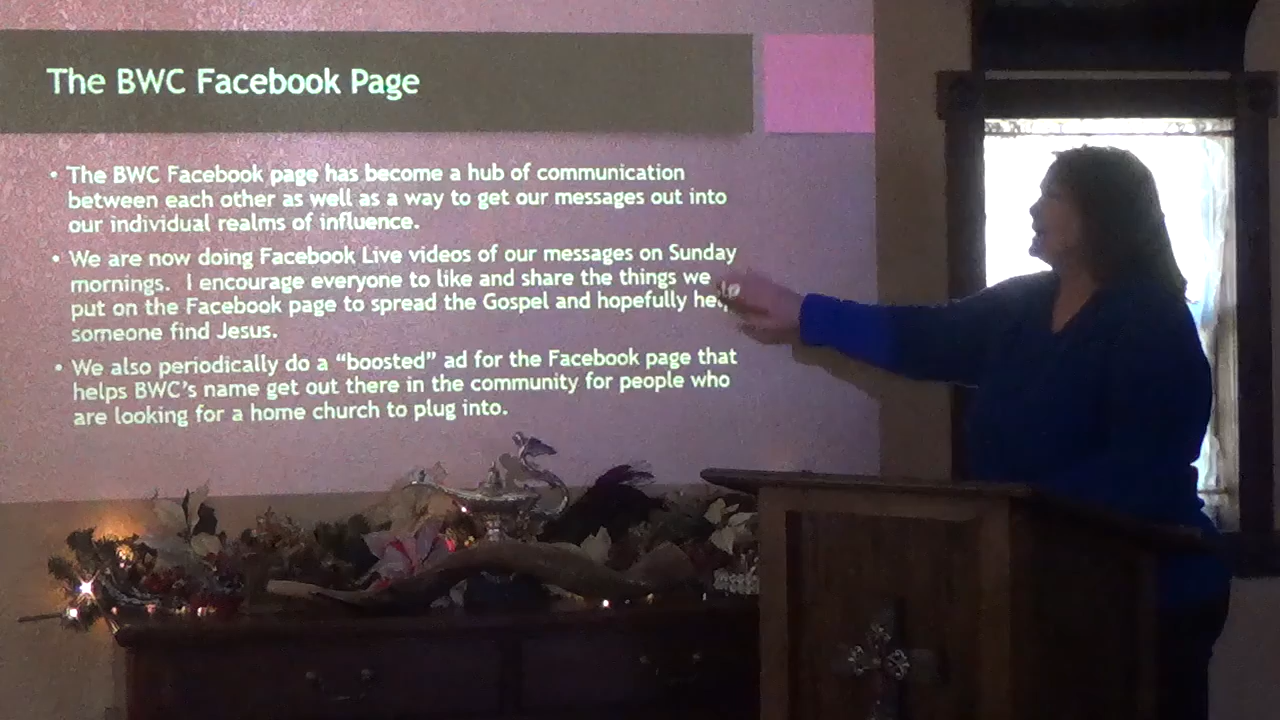 The BWC Facebook Page
• The BWC Facebook page has become a hub of communication
between each other as well as a way to get our messages out into
our individual realms of influence.
• We are now doing Facebook Live videos of our messages on Sunday
mornings. I encourage everyone to like and share the things we
put on the Facebook page to spread the Gospel and hopefully help
someone find Jesus.
• We also periodically do a “boosted” ad for the Facebook page that
helps BWC’s name get out there in the community for people who
are looking for a home church to plug into.